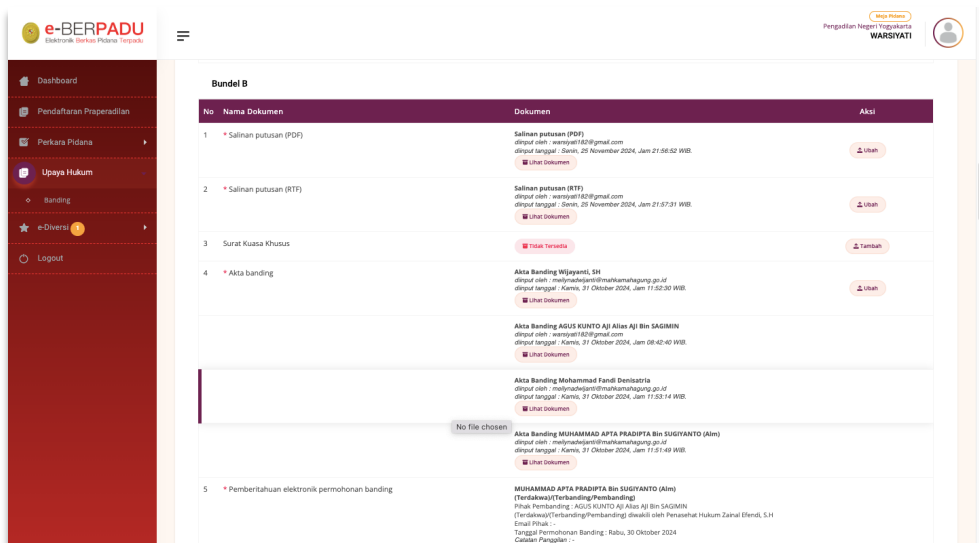 e-BERPADU
Elektronik Berkas Pidana Terpadu
Meja Pidana
Pengadilan Negeri Yogyakarta
WARSIYATI
Dashboard
Pendaftaran Praperadilan
Perkara Pidana
Upaya Hukum
Banding
e-Diversi 1
Logout
Bundel B
No Nama Dokumen Dokumen Aksi
1 * Salinan putusan (PDF)
Salinan putusan (PDF)
diinput oleh : warsiyati182@gmail.com
diinput tanggal : Senin, 25 November 2024, Jam 21:56:52 WIB.
Lihat Dokumen
Ubah
2 * Salinan putusan (RTF)
Salinan putusan (RTF)
diinput oleh : warsiyati182@gmail.com
diinput tanggal : Senin, 25 November 2024, Jam 21:57:31 WIB.
Lihat Dokumen
Ubah
3 Surat Kuasa Khusus
Tidak Tersedia
Tambah
4 * Akta banding
Akta Banding Wijayanti, SH
diinput oleh : mellynadwijanti@mahkamahagung.go.id
diinput tanggal : Kamis, 31 Oktober 2024, Jam 11:52:30 WIB.
Lihat Dokumen
Ubah
Akta Banding AGUS KUNTO AJI Alias AJI Bin SAGIMIN
diinput oleh : warsiyati182@gmail.com
diinput tanggal : Kamis, 31 Oktober 2024, Jam 08:42:40 WIB.
Lihat Dokumen
Akta Banding Mohammad Fandi Denisatria
diinput oleh : mellynadwijanti@mahkamahagung.go.id
diinput tanggal : Kamis, 31 Oktober 2024, Jam 11:53:14 WIB.
Lihat Dokumen
No file chosen
Akta Banding MUHAMMAD APTA PRADIPTA Bin SUGIYANTO (Alm)
diinput oleh : mellynadwijanti@mahkamahagung.go.id
diinput tanggal : Kamis, 31 Oktober 2024, Jam 11:51:49 WIB.
Lihat Dokumen
5 * Pemberitahuan elektronik permohonan banding
MUHAMMAD APTA PRADIPTA Bin SUGIYANTO (Alm)
(Terdakwa)/(Terbanding/Pembanding)
Pihak Pembanding : AGUS KUNTO AJI Alias AJI Bin SAGIMIN
(Terdakwa)/(Terbanding/Pembanding) diwakili oleh Penasehat Hukum Zainal Efendi, S.H
Email Pihak : -
Tanggal Permohonan Banding : Rabu, 30 Oktober 2024
Catatan Panggilan : -